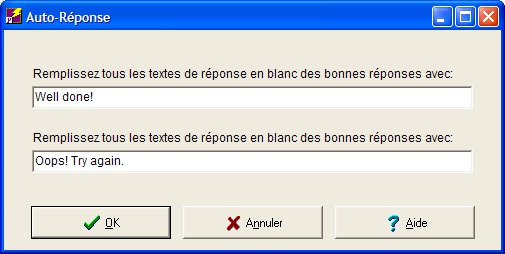 Auto-Réponse
Remplissez tous les textes de réponse en blanc des bonnes réponses avec:
Well done!
Remplissez tous les textes de réponse en blanc des bonnes réponses avec:
Oops! Try again.
OK Annuler Aide